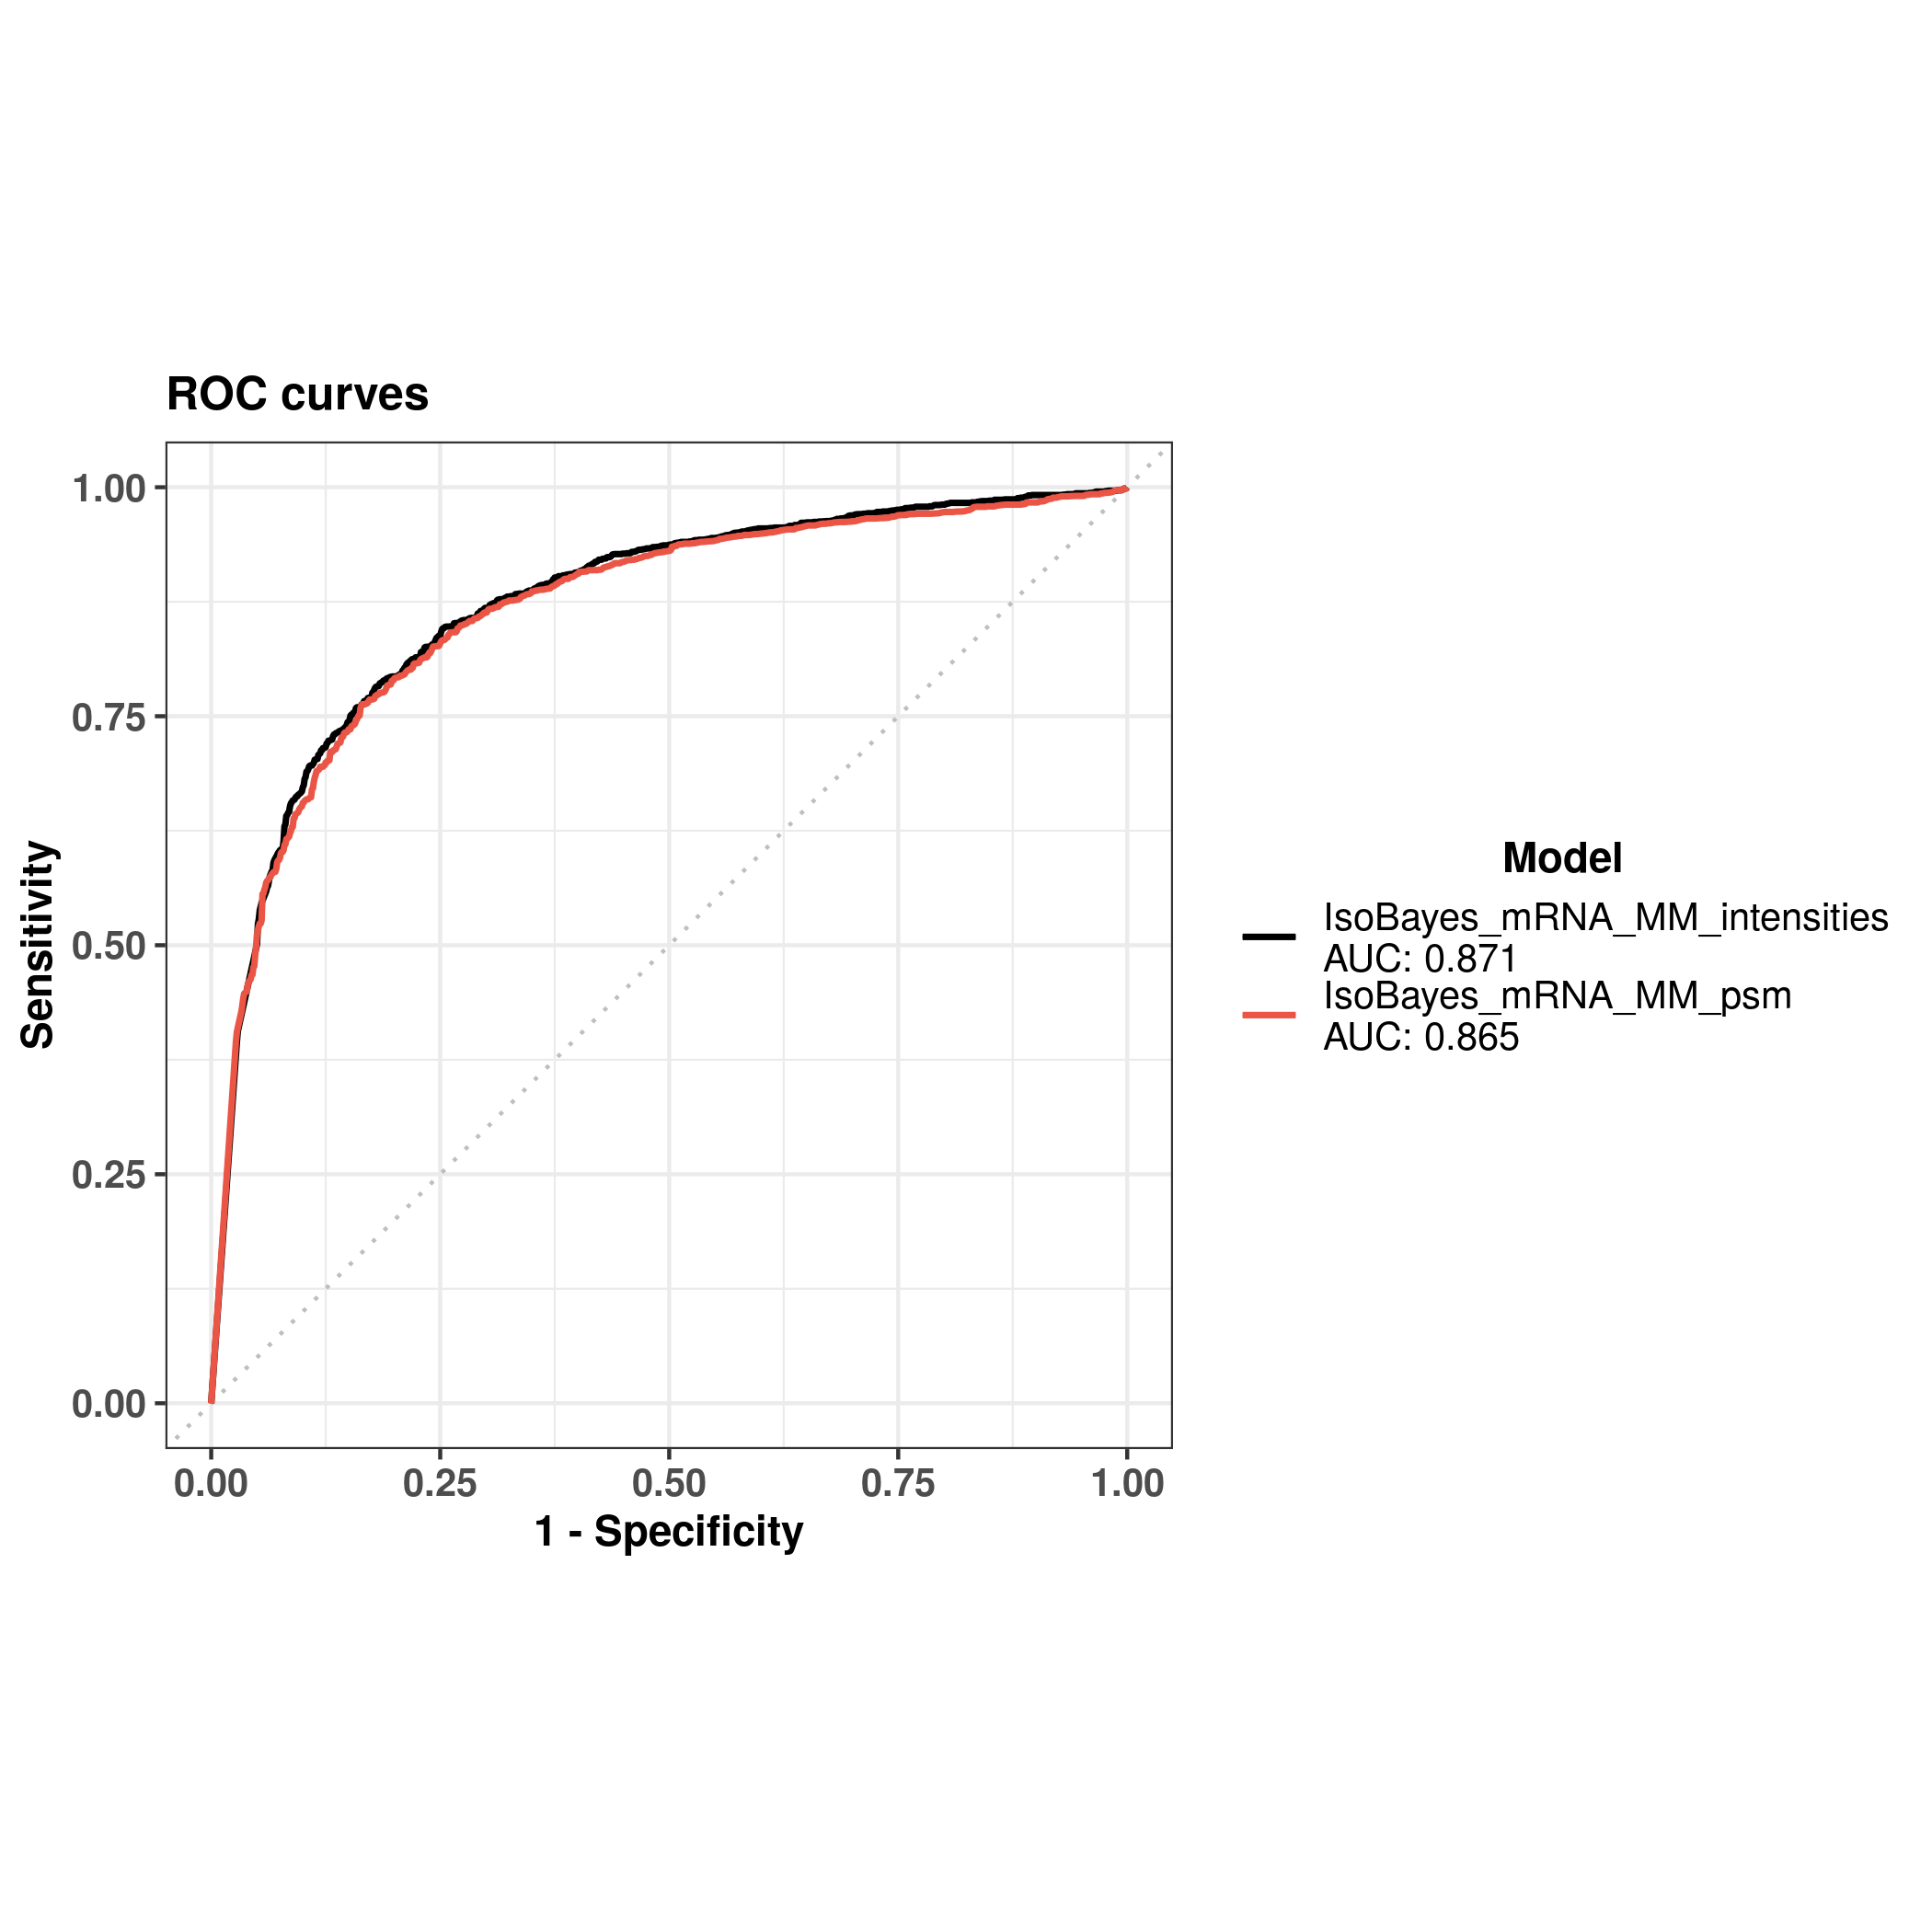 ROC curves
1.00
0.75
0.50
0.25
0.00
Sensitivity
0.00 0.25 0.50 0.75 1.00
1 - Specificity
Model
IsoBayes_mRNA_MM_intensities
AUC: 0.871
IsoBayes_mRNA_MM_psm
AUC: 0.865